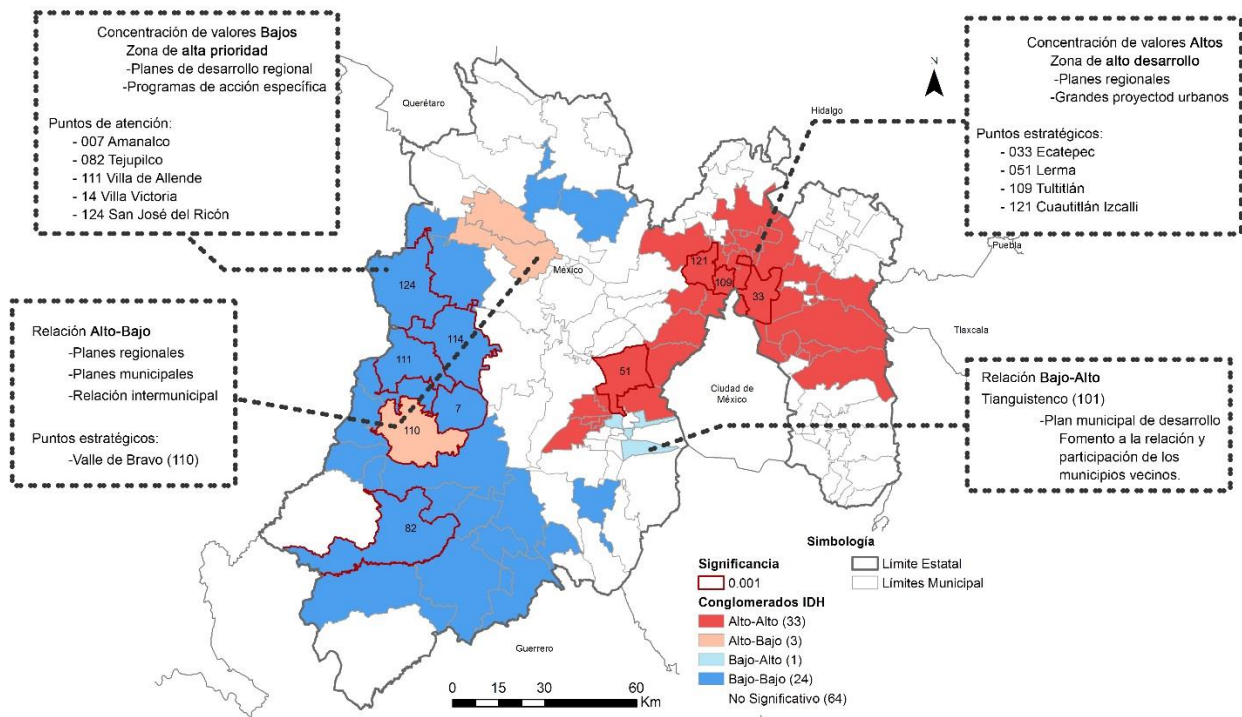 Concentración de valores Bajos
Zona de alta prioridad
-Planes de desarrollo regional
-Programas de acción específica
Puntos de atención:
- 007 Amanalco
- 082 Tejupilco
- 111 Villa de Allende
- 14 Villa Victoria
- 124 San José del Ricón
Concentración de valores Altos
Zona de alto desarrollo
-Planes regionales
-Grandes proyectod urbanos
Puntos estratégicos:
- 033 Ecatepec
- 051 Lerma
- 109 Tultitlán
- 121 Cuautitlán Izcalli
Relación Alto-Bajo
-Planes regionales
-Planes municipales
-Relación intermunicipal
Puntos estratégicos:
-Valle de Bravo (110)
Relación Bajo-Alto
Tianguistenco (101)
-Plan municipal de desarrollo
Fomento a la relación y
participación de los
municipios vecinos.
N
Querétaro
Hidalgo
Puebla
México
Tlaxcala
Ciudad de
México
Guerrero
121
109
33
124
114
111
51
7
110
82
Simbología
Significancia
0.001
Límite Estatal
Límites Municipal
Conglomerados IDH
Alto-Alto (33)
Alto-Bajo (3)
Bajo-Alto (1)
Bajo-Bajo (24)
No Significativo (64)
0 15 30 60
Km